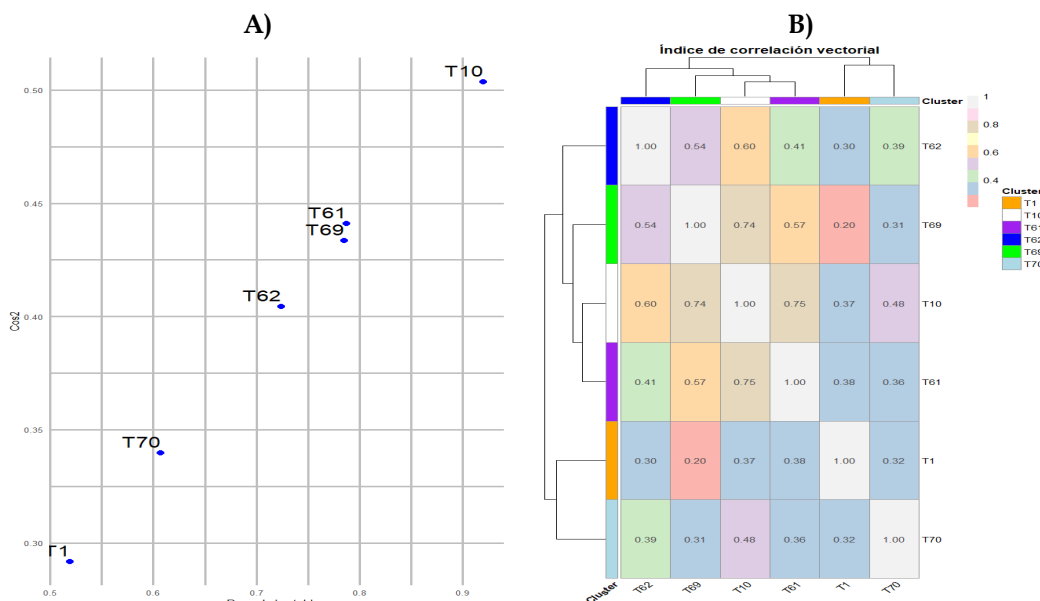 A)
T10
0.50
0.45
T61
T69
T62
0.40
Cos2
0.35
T70
0.30
T1
0.5 0.6 0.7 0.8 0.9
B)
Índice de correlación vectorial
Cluster
1.00 0.54 0.60 0.41 0.30 0.39 T62
0.54 1.00 0.74 0.57 0.20 0.31 T69
0.60 0.74 1.00 0.75 0.37 0.48 T10
0.41 0.57 0.75 1.00 0.38 0.36 T61
0.30 0.20 0.37 0.38 1.00 0.32 T1
0.39 0.31 0.48 0.36 0.32 1.00 T70
Cluster T62 T69 T10 T61 T1 T70
1
0.8
0.6
0.4
Cluster
T1
T10
T61
T62
T69
T70